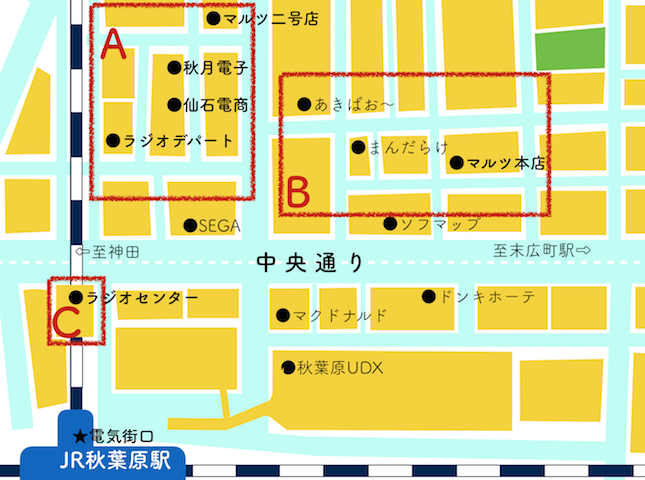 マルツ二号店
A
秋月電子
仙石電商
あきばお〜
ラジオデパート
まんだらけ
マルツ本店
B
SEGA
ソフマップ
⇦至神田
中央通り
至末広町駅⇨
ラジオセンター
ドンキホーテ
C
マクドナルド
秋葉原UDX
★電気街口
JR秋葉原駅